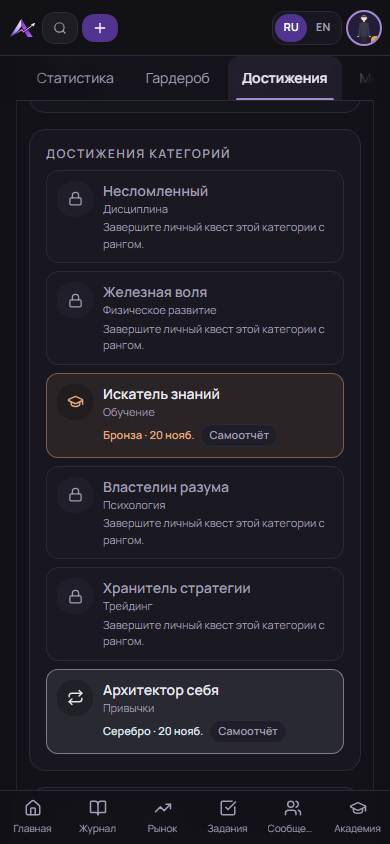 RU EN
Статистика Гардероб Достижения
ДОСТИЖЕНИЯ КАТЕГОРИЙ
Несломленный
Дисциплина
Завершите личный квест этой категории с
рангом.
Железная воля
Физическое развитие
Завершите личный квест этой категории с
рангом.
Искатель знаний
Обучение
Бронза · 20 нояб. Самоотчёт
Властелин разума
Психология
Завершите личный квест этой категории с
рангом.
Хранитель стратегии
Трейдинг
Завершите личный квест этой категории с
рангом.
Архитектор себя
Привычки
Серебро · 20 нояб. Самоотчёт
Главная Журнал Рынок Задания Сообще... Академия